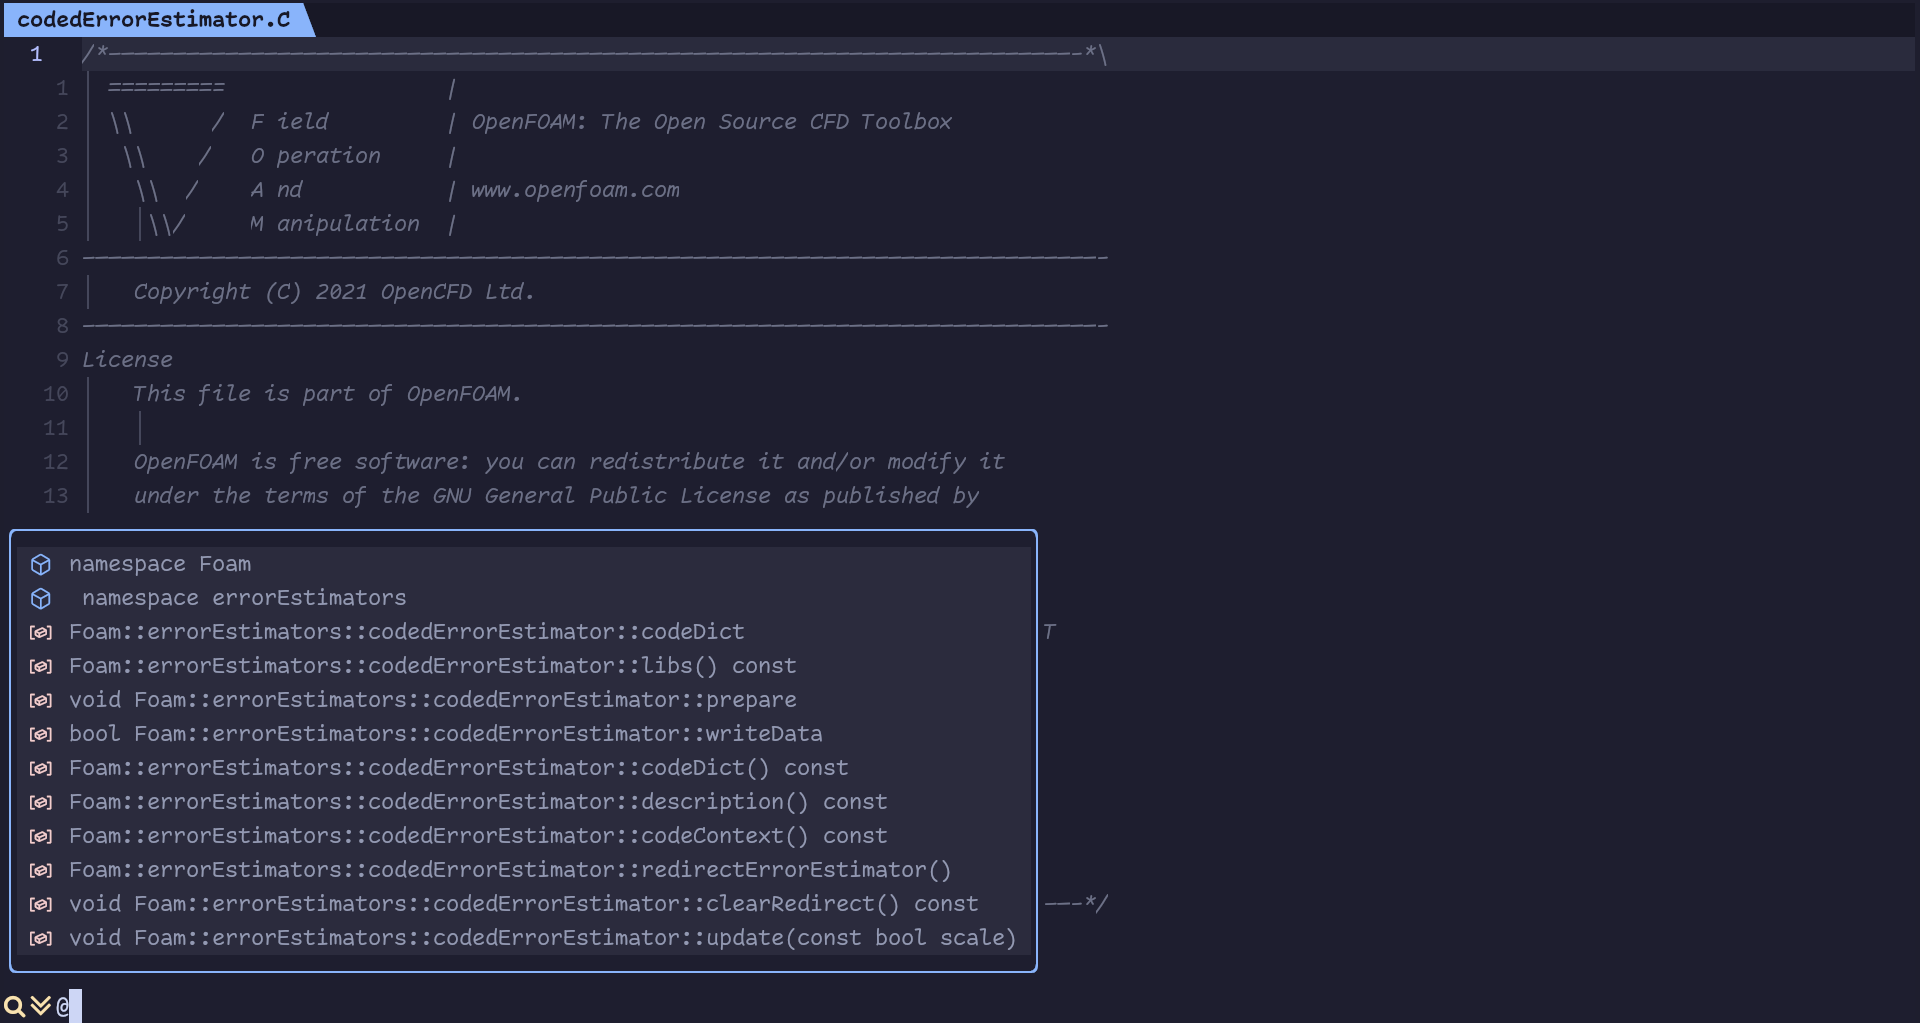 codedErrorEstimator.C
1 /*---------------------------------------------------------------------------*\
1   =========                 |
2   \\      /  F ield         | OpenFOAM: The Open Source CFD Toolbox
3    \\    /   O peration     |
4     \\  /    A nd           | www.openfoam.com
5      \\/     M anipulation  |
6 -------------------------------------------------------------------------------
7     Copyright (C) 2021 OpenCFD Ltd.
8 -------------------------------------------------------------------------------
9 License
10     This file is part of OpenFOAM.
11
12     OpenFOAM is free software: you can redistribute it and/or modify it
13     under the terms of the GNU General Public License as published by
namespace Foam
 namespace errorEstimators
Foam::errorEstimators::codedErrorEstimator::codeDict T
Foam::errorEstimators::codedErrorEstimator::libs() const
void Foam::errorEstimators::codedErrorEstimator::prepare
bool Foam::errorEstimators::codedErrorEstimator::writeData
Foam::errorEstimators::codedErrorEstimator::codeDict() const
Foam::errorEstimators::codedErrorEstimator::description() const
Foam::errorEstimators::codedErrorEstimator::codeContext() const
Foam::errorEstimators::codedErrorEstimator::redirectErrorEstimator()
void Foam::errorEstimators::codedErrorEstimator::clearRedirect() const ---*/
void Foam::errorEstimators::codedErrorEstimator::update(const bool scale)
@